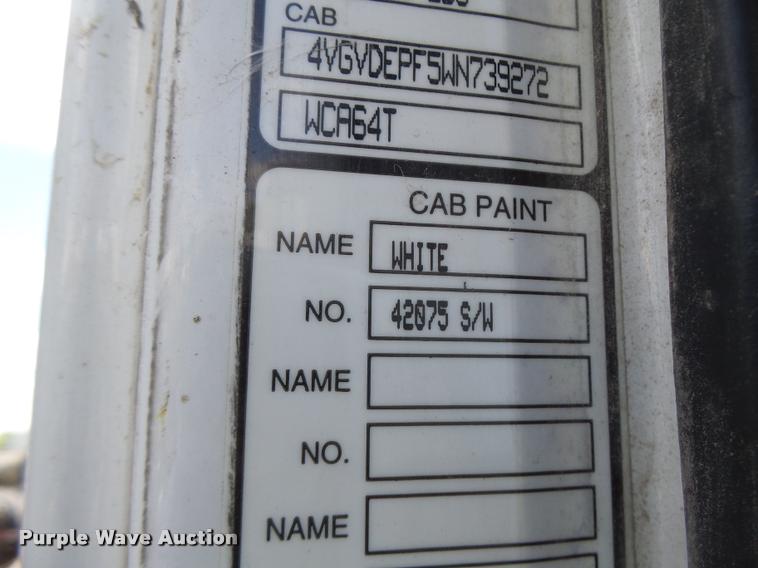 CAB
4VGVDEPF5WN739272
WCA64T
CAB PAINT
NAME WHITE
NO. 42075 S/W
NAME
NO.
NAME
Purple Wave Auction